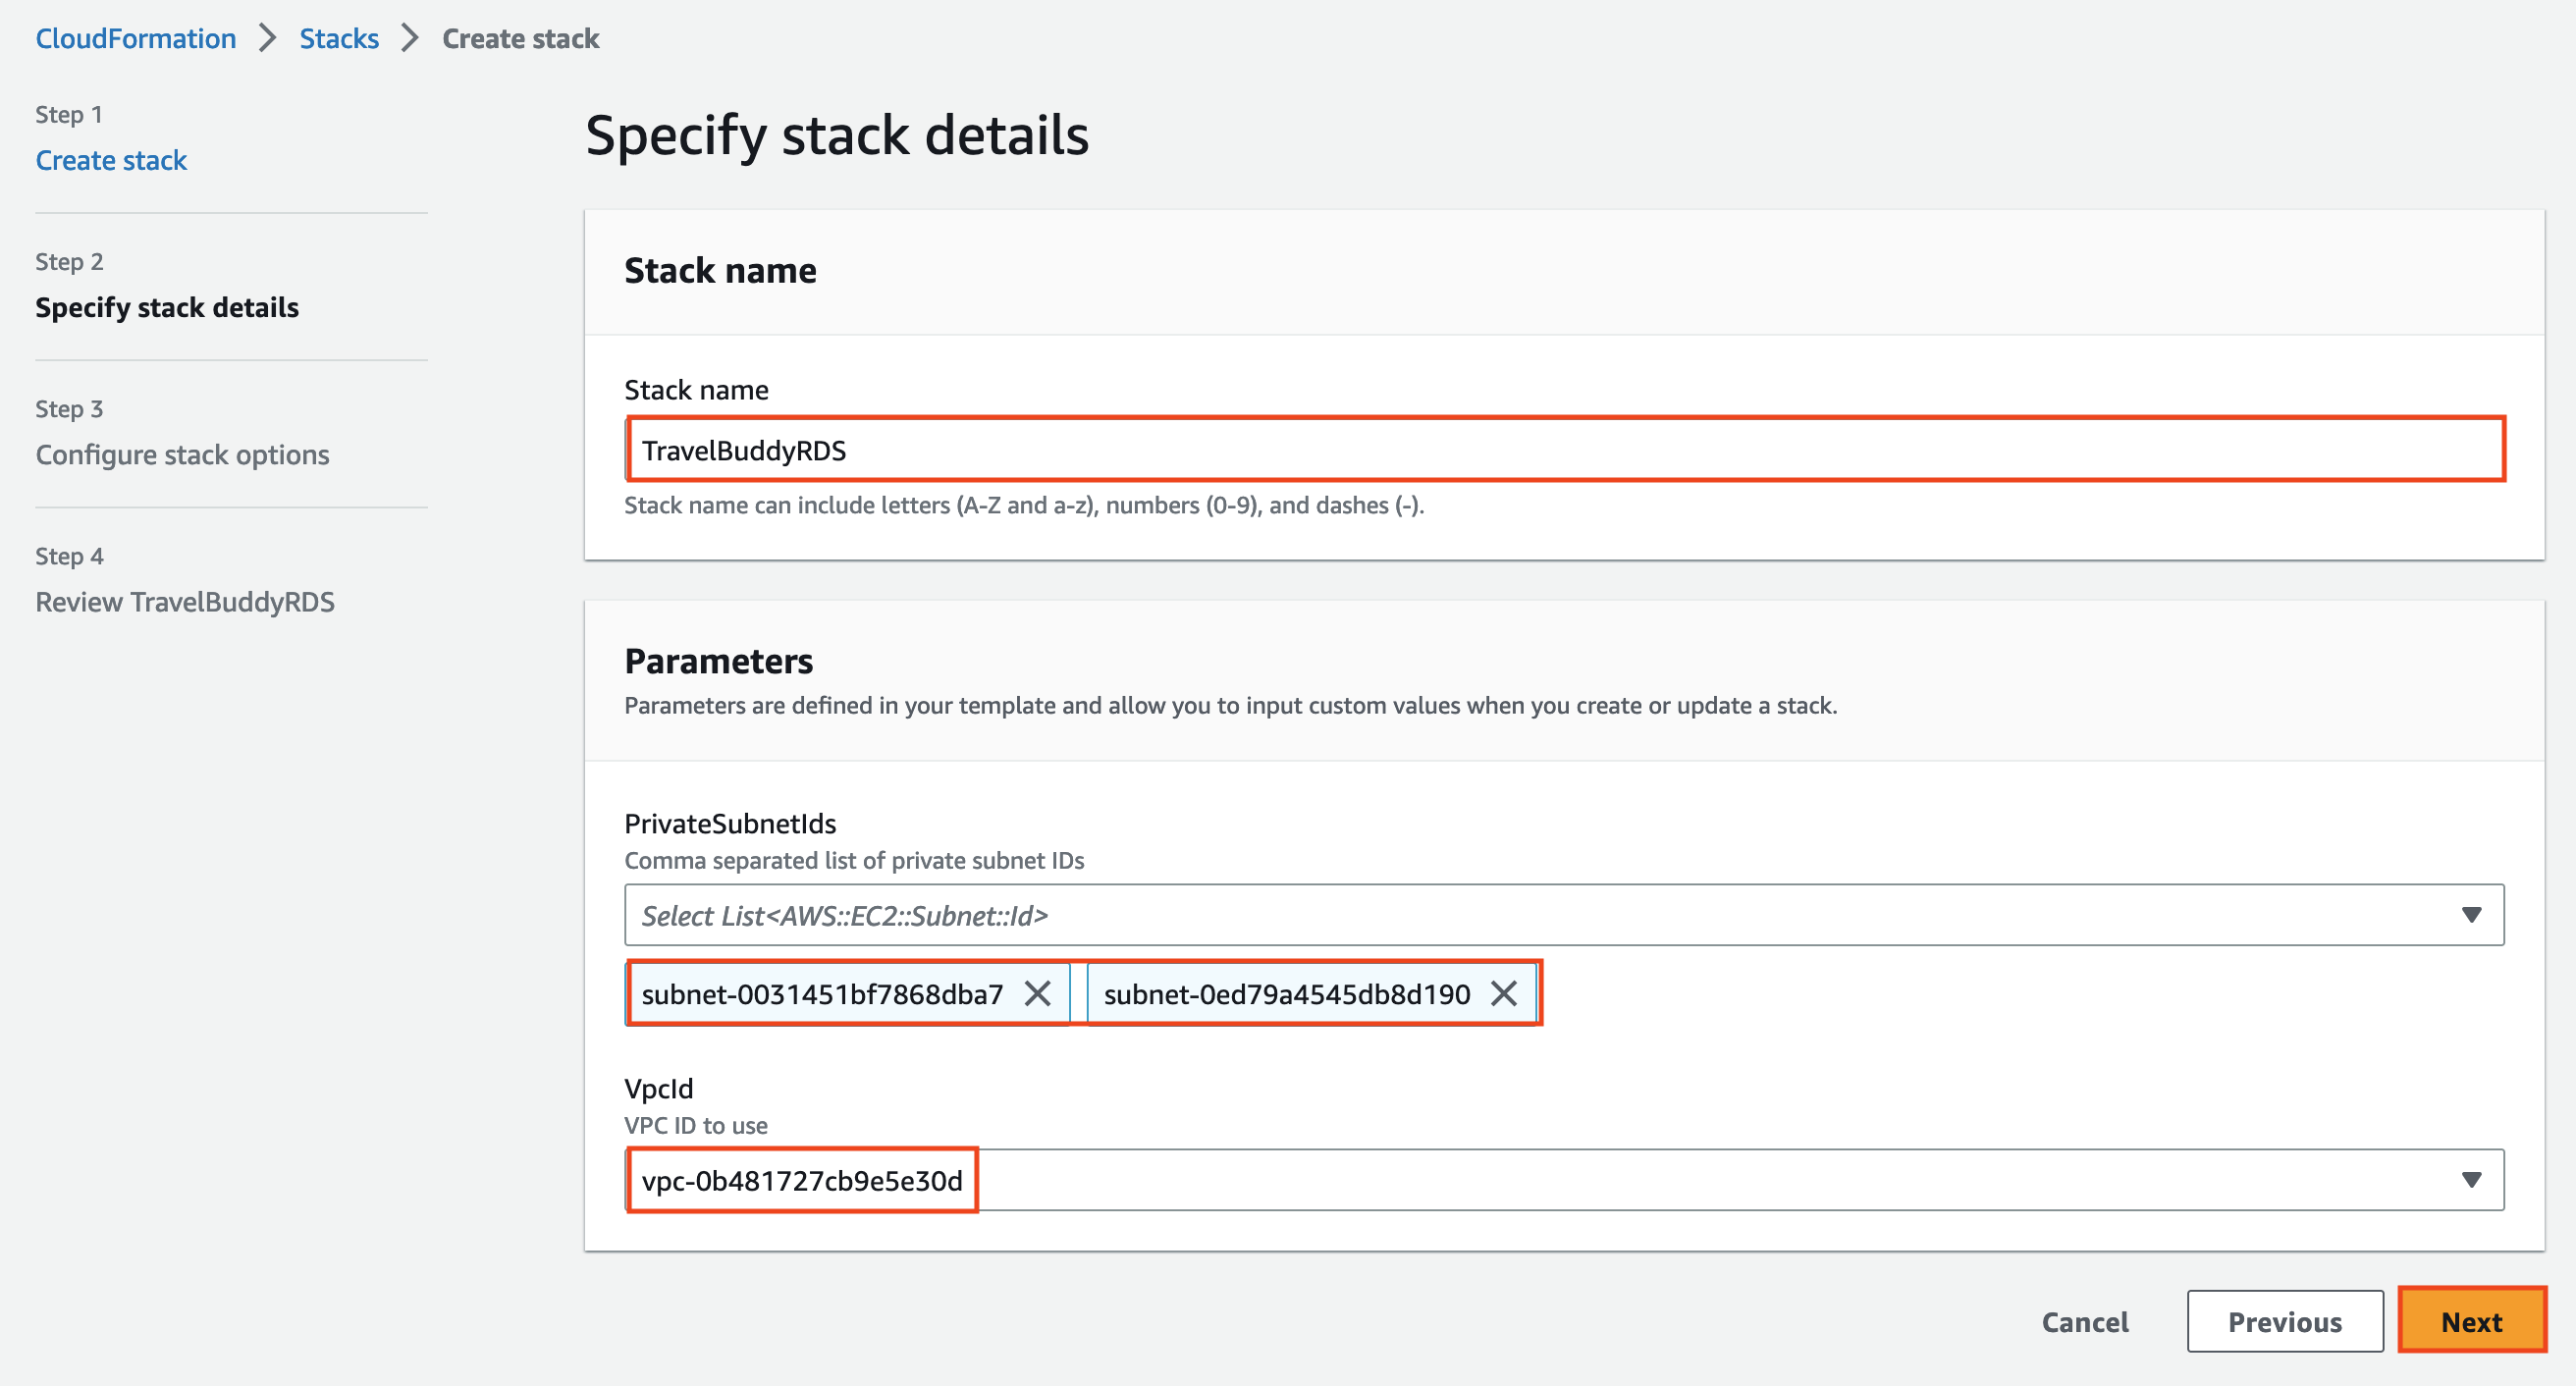 CloudFormation > Stacks > Create stack
Step 1
Create stack
Step 2
Specify stack details
Step 3
Configure stack options
Step 4
Review TravelBuddyRDS
Specify stack details
Stack name
Stack name
TravelBuddyRDS
Stack name can include letters (A-Z and a-z), numbers (0-9), and dashes (-).
Parameters
Parameters are defined in your template and allow you to input custom values when you create or update a stack.
PrivateSubnetIds
Comma separated list of private subnet IDs
Select List<AWS::EC2::Subnet::Id>
subnet-0031451bf7868dba7 subnet-0ed79a4545db8d190
VpcId
VPC ID to use
vpc-0b481727cb9e5e30d
Cancel Previous Next